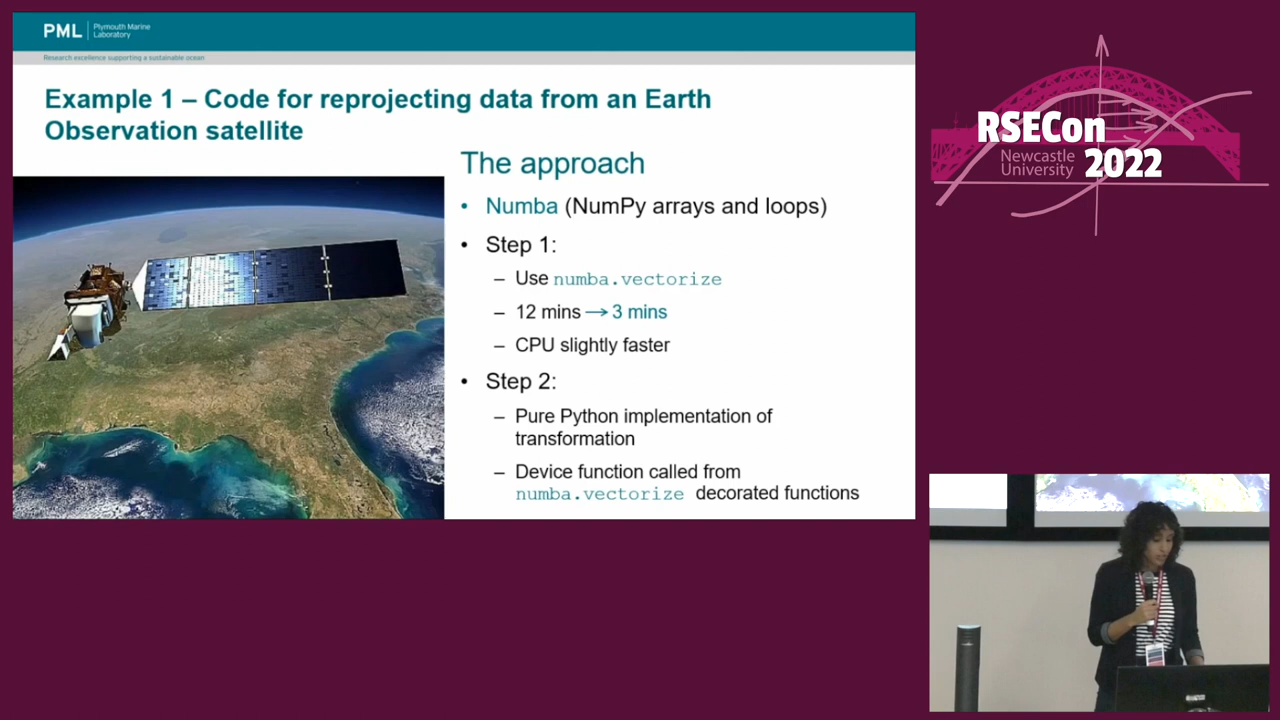 PML
Plymouth Marine
Laboratory
Research excellence supporting a sustainable ocean
Example 1 – Code for reprojecting data from an Earth
Observation satellite
The approach
• Numba (NumPy arrays and loops)
• Step 1:
– Use numba.vectorize
– 12 mins → 3 mins
– CPU slightly faster
• Step 2:
– Pure Python implementation of
transformation
– Device function called from
numba.vectorize decorated functions
RSECon
Newcastle
University
2022